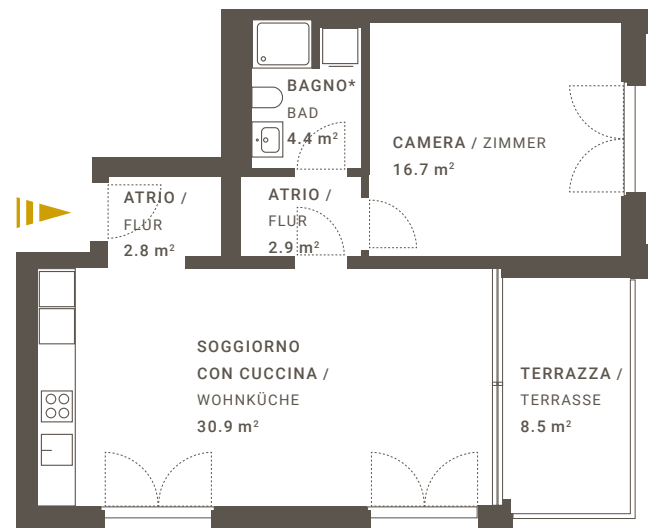 BAGNO*
BAD
4.4 m²
CAMERA / ZIMMER
16.7 m²
ATRIO /
FLUR
2.8 m²
ATRIO /
FLUR
2.9 m²
SOGGIORNO
CON CUCCINA /
WOHNKÜCHE
30.9 m²
TERRAZZA /
TERRASSE
8.5 m²